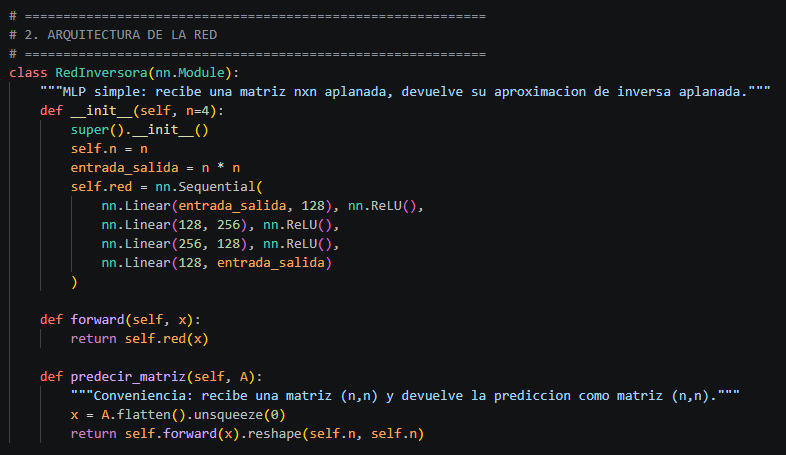 # ============================================================
# 2. ARQUITECTURA DE LA RED
# ============================================================
class RedInversora(nn.Module):
    """MLP simple: recibe una matriz nxn aplanada, devuelve su aproximacion de inversa aplanada."""
    def __init__(self, n=4):
        super().__init__()
        self.n = n
        entrada_salida = n * n
        self.red = nn.Sequential(
            nn.Linear(entrada_salida, 128), nn.ReLU(),
            nn.Linear(128, 256), nn.ReLU(),
            nn.Linear(256, 128), nn.ReLU(),
            nn.Linear(128, entrada_salida)
        )

    def forward(self, x):
        return self.red(x)

    def predecir_matriz(self, A):
        """Conveniencia: recibe una matriz (n,n) y devuelve la prediccion como matriz (n,n)."""
        x = A.flatten().unsqueeze(0)
        return self.forward(x).reshape(self.n, self.n)